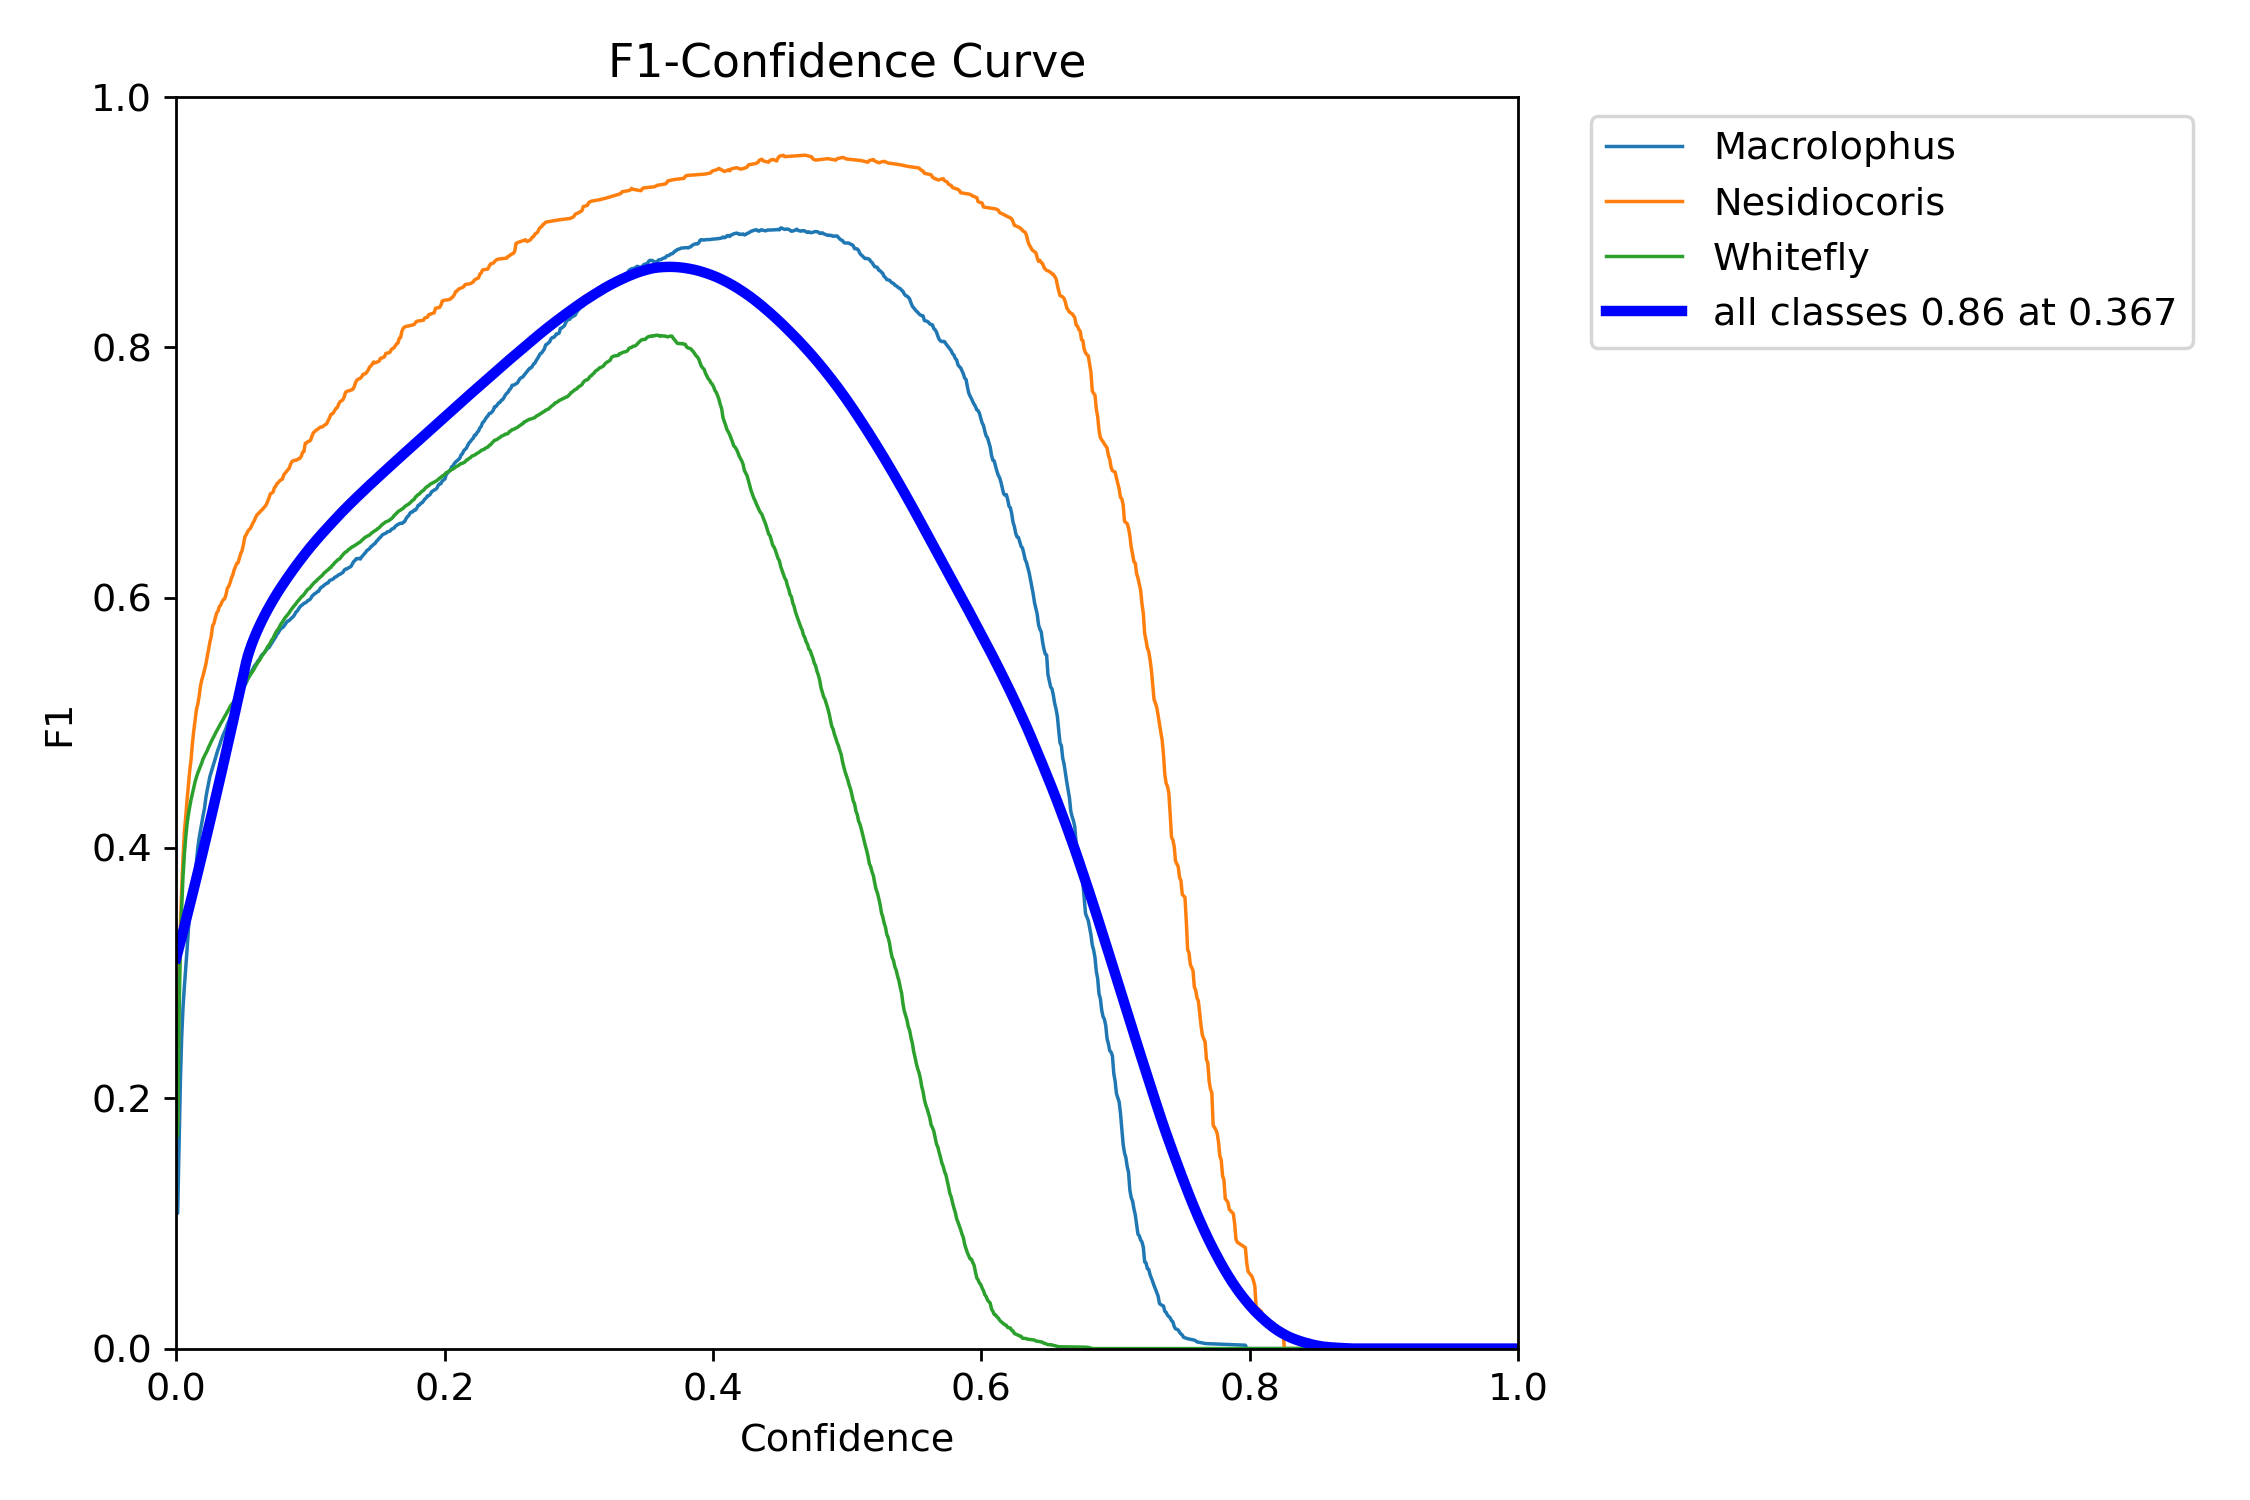 F1-Confidence Curve
1.0
0.8
0.6
0.4
0.2
0.0
F1
0.0 0.2 0.4 0.6 0.8 1.0
Confidence
Macrolophus
Nesidiocoris
Whitefly
all classes 0.86 at 0.367